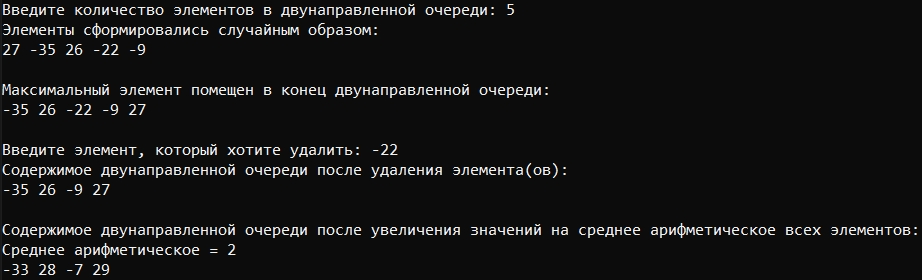 Введите количество элементов в двунаправленной очереди: 5
Элементы сформировались случайным образом:
27 -35 26 -22 -9
Максимальный элемент помещен в конец двунаправленной очереди:
-35 26 -22 -9 27
Введите элемент, который хотите удалить: -22
Содержимое двунаправленной очереди после удаления элемента(ов):
-35 26 -9 27
Содержимое двунаправленной очереди после увеличения значений на среднее арифметическое всех элементов:
Среднее арифметическое = 2
-33 28 -7 29